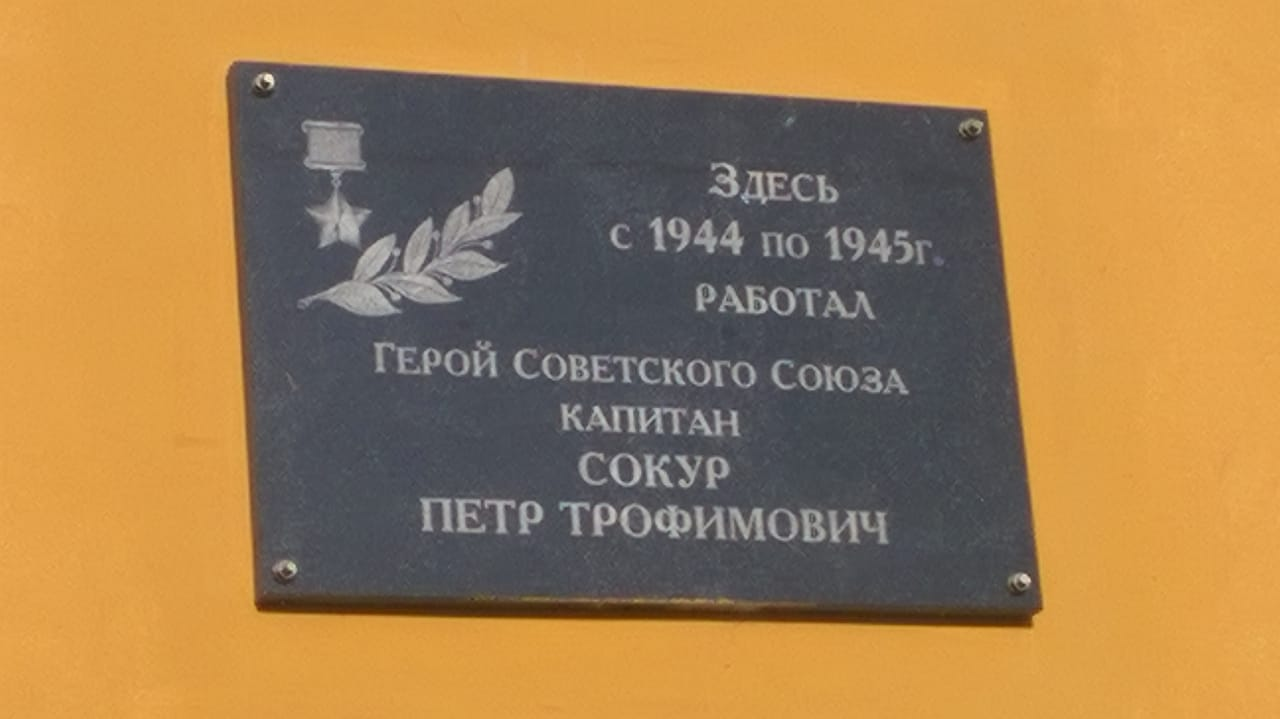 Здесь
с 1944 по 1945г.
работал
Герой Советского Союза
капитан
СОКУР
ПЕТР ТРОФИМОВИЧ